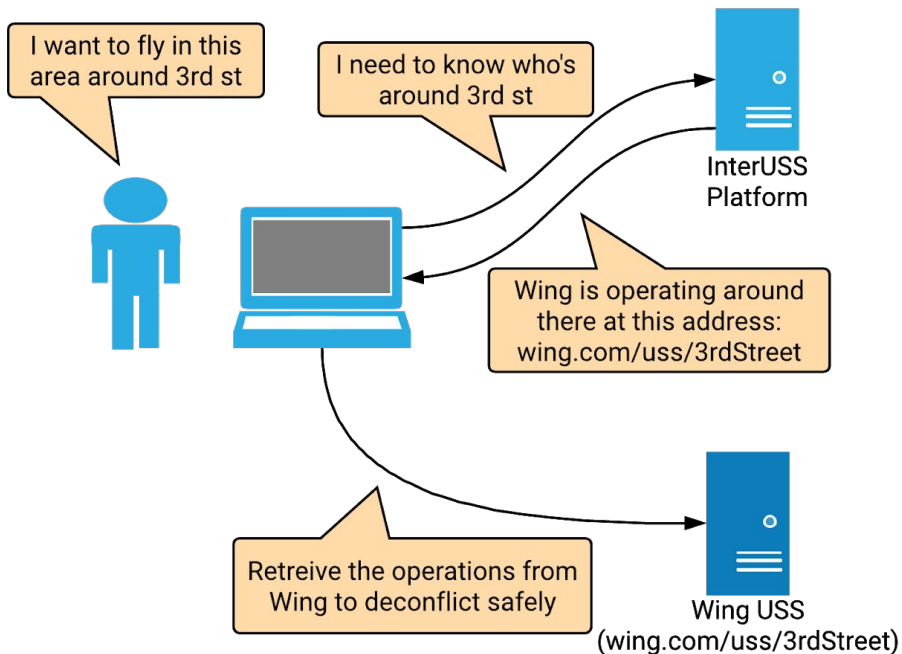 I want to fly in this
area around 3rd st
I need to know who's
around 3rd st
InterUSS
Platform
Wing is operating around
there at this address:
wing.com/uss/3rdStreet
Retreive the operations from
Wing to deconflict safely
Wing USS
(wing.com/uss/3rdStreet)